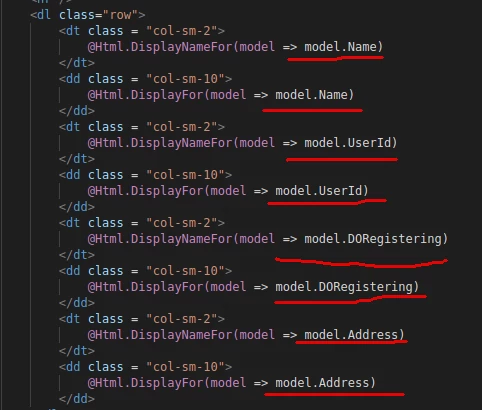 <dl class="row">
<dt class = "col-sm-2">
@Html.DisplayNameFor(model => model.Name)
</dt>
<dd class = "col-sm-10">
@Html.DisplayFor(model => model.Name)
</dd>
<dt class = "col-sm-2">
@Html.DisplayNameFor(model => model.UserId)
</dt>
<dd class = "col-sm-10">
@Html.DisplayFor(model => model.UserId)
</dd>
<dt class = "col-sm-2">
@Html.DisplayNameFor(model => model.DORegistering)
</dt>
<dd class = "col-sm-10">
@Html.DisplayFor(model => model.DORegistering)
</dd>
<dt class = "col-sm-2">
@Html.DisplayNameFor(model => model.Address)
</dt>
<dd class = "col-sm-10">
@Html.DisplayFor(model => model.Address)
</dd>